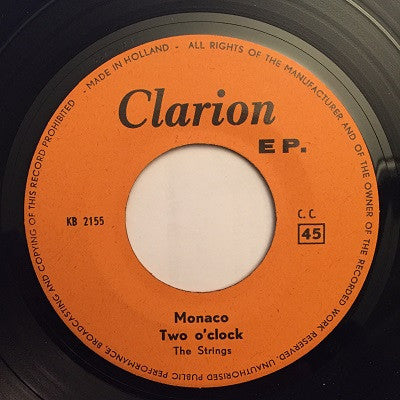 MADE IN HOLLAND - ALL RIGHTS OF THE MANUFACTURER AND OF THE OWNER OF THE RECORDED WORK RESERVED. UNAUTHORISED PUBLIC PERFORMANCE, BROADCASTING AND COPYING OF THIS RECORD PROHIBITED -
Clarion
EP.
KB 2155
C.C.
45
Monaco
Two o'clock
The Strings